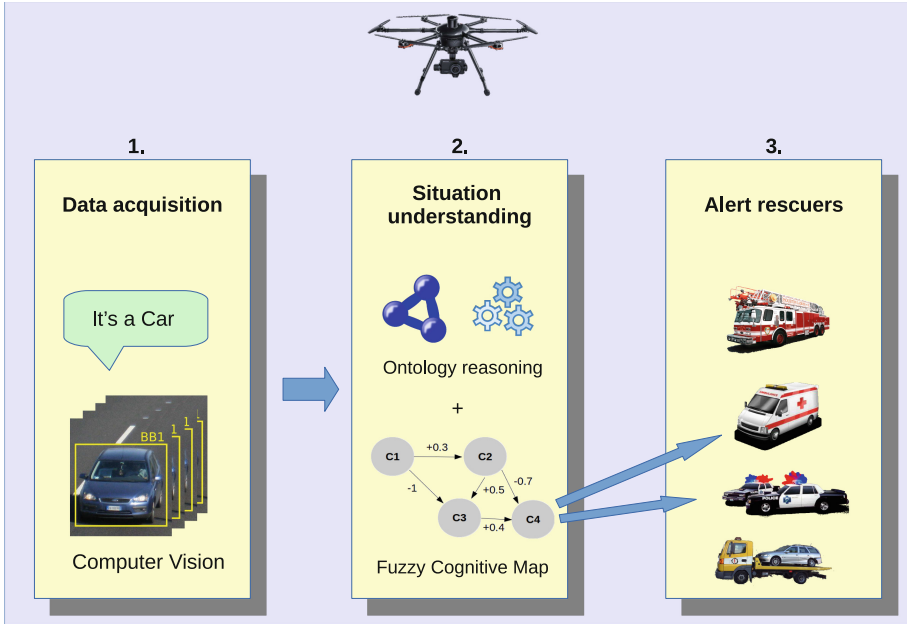 1.
Data acquisition
It's a Car
BB1
1
1
Computer Vision
2.
Situation
understanding
Ontology reasoning
+
C1
+0.3
C2
-1
+0.5
-0.7
C3
+0.4
C4
Fuzzy Cognitive Map
3.
Alert rescuers
POLICE